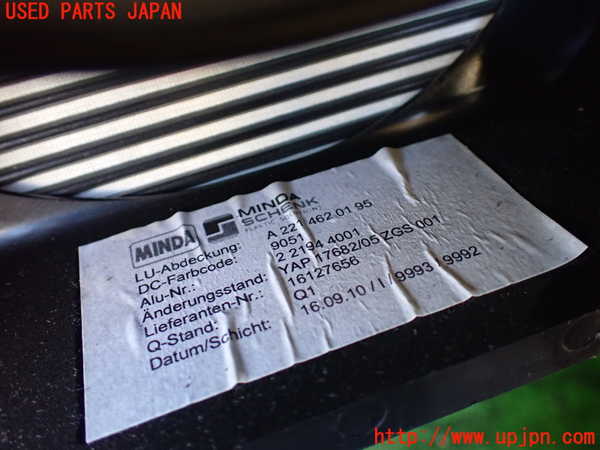 USED PARTS JAPAN
MINDA
MINDA
SCHENK
LU-Abdeckung: A 221 462 01 95
DC-Farbcode: 9051
Alu-Nr.: 2 2194 4001
Änderungsstand: YAP 17682/05 ZGS 001
Lieferanten-Nr.: 16127656
Q-Stand: Q1
Datum/Schicht: 16.09.10 / I / 9993 , 9992
http://www.upjpn.com/